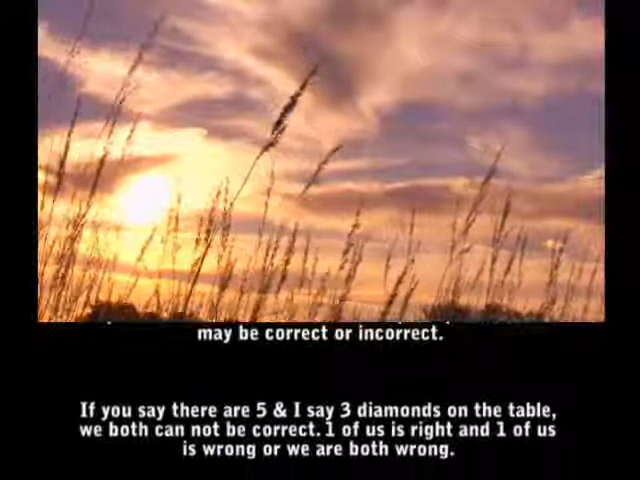 may be correct or incorrect.
If you say there are 5 & I say 3 diamonds on the table,
we both can not be correct. 1 of us is right and 1 of us
is wrong or we are both wrong.